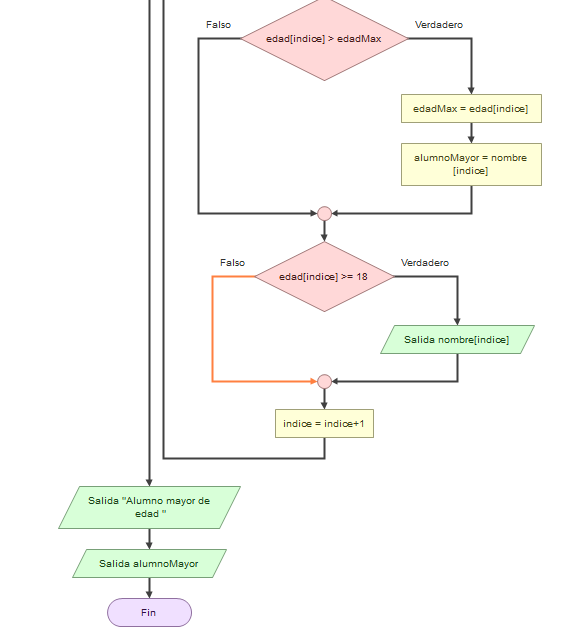 Falso
Verdadero
edad[indice] > edadMax
edadMax = edad[indice]
alumnoMayor = nombre
[indice]
Falso
Verdadero
edad[indice] >= 18
Salida nombre[indice]
indice = indice+1
Salida "Alumno mayor de
edad "
Salida alumnoMayor
Fin